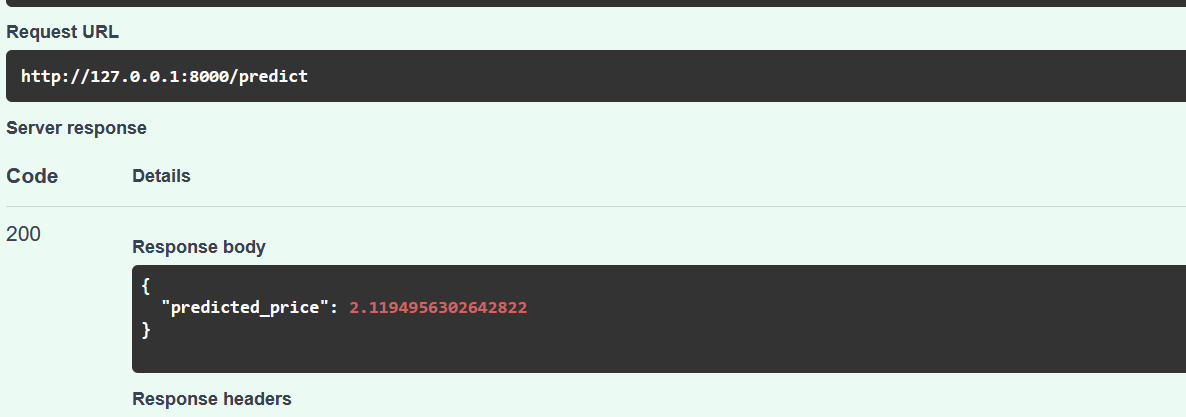 Request URL
http://127.0.0.1:8000/predict
Server response
Code Details
200
Response body
{
"predicted_price": 2.1194956302642822
}
Response headers